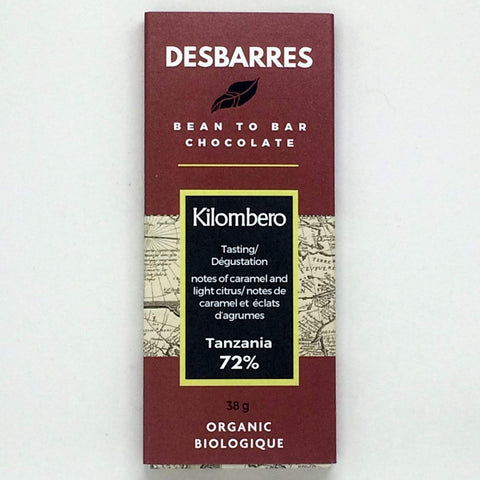 DESBARRES
BEAN TO BAR
CHOCOLATE
Kilombero
Tasting/
Dégustation
notes of caramel and
light citrus/ notes de
caramel et éclats
d'agrumes
Tanzania
72%
38 g
ORGANIC
BIOLOGIQUE